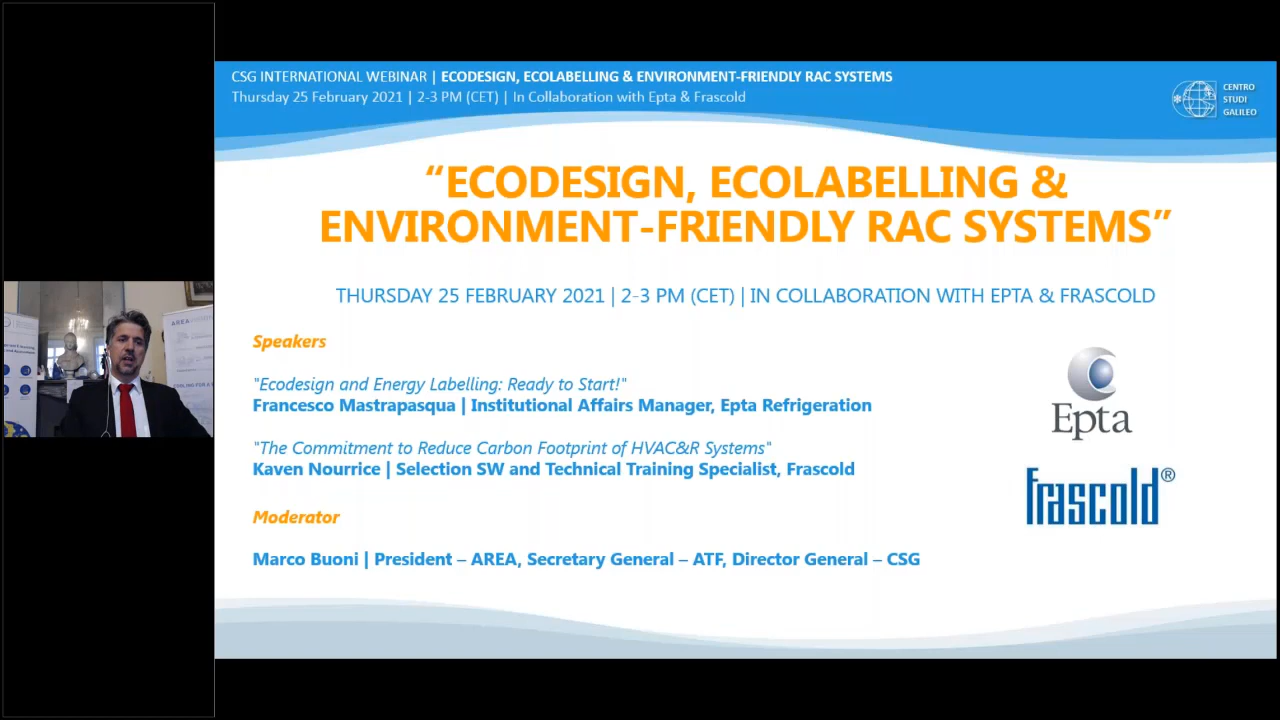 CSG INTERNATIONAL WEBINAR | ECODESIGN, ECOLABELLING & ENVIRONMENT-FRIENDLY RAC SYSTEMS
Thursday 25 February 2021 | 2-3 PM (CET) | In Collaboration with Epta & Frascold
CENTRO
STUDI
GALILEO
“ECODESIGN, ECOLABELLING &
ENVIRONMENT-FRIENDLY RAC SYSTEMS”
THURSDAY 25 FEBRUARY 2021 | 2-3 PM (CET) | IN COLLABORATION WITH EPTA & FRASCOLD
Speakers
"Ecodesign and Energy Labelling: Ready to Start!"
Francesco Mastrapasqua | Institutional Affairs Manager, Epta Refrigeration
"The Commitment to Reduce Carbon Footprint of HVAC&R Systems"
Kaven Nourrice | Selection SW and Technical Training Specialist, Frascold
Moderator
Marco Buoni | President – AREA, Secretary General – ATF, Director General – CSG
Epta
frascold®
AREA